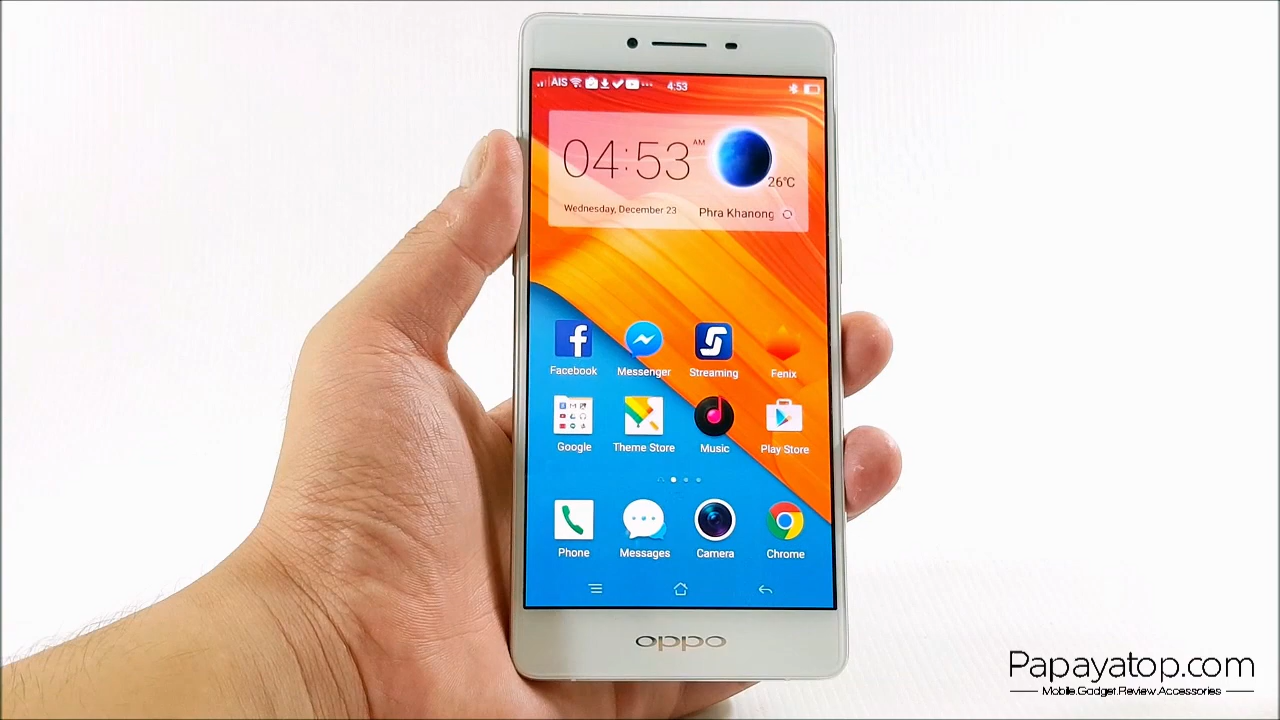 AIS 4:53
04:53 AM
26°C
Wednesday, December 23 Phra Khanong
Facebook Messenger Streaming Fenix
Google Theme Store Music Play Store
Phone Messages Camera Chrome
oppo
Papayatop.com
Mobile.Gadget.Review.Accessories